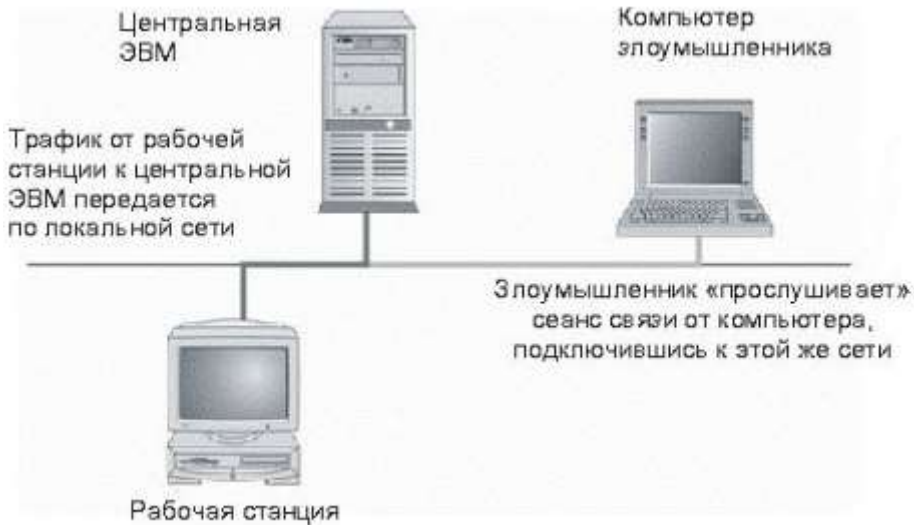 Центральная
ЭВМ
Компьютер
злоумышленника
Трафик от рабочей
станции к центральной
ЭВМ передается
по локальной сети
Злоумышленник «прослушивает»
сеанс связи от компьютера,
подключившись к этой же сети
Рабочая станция